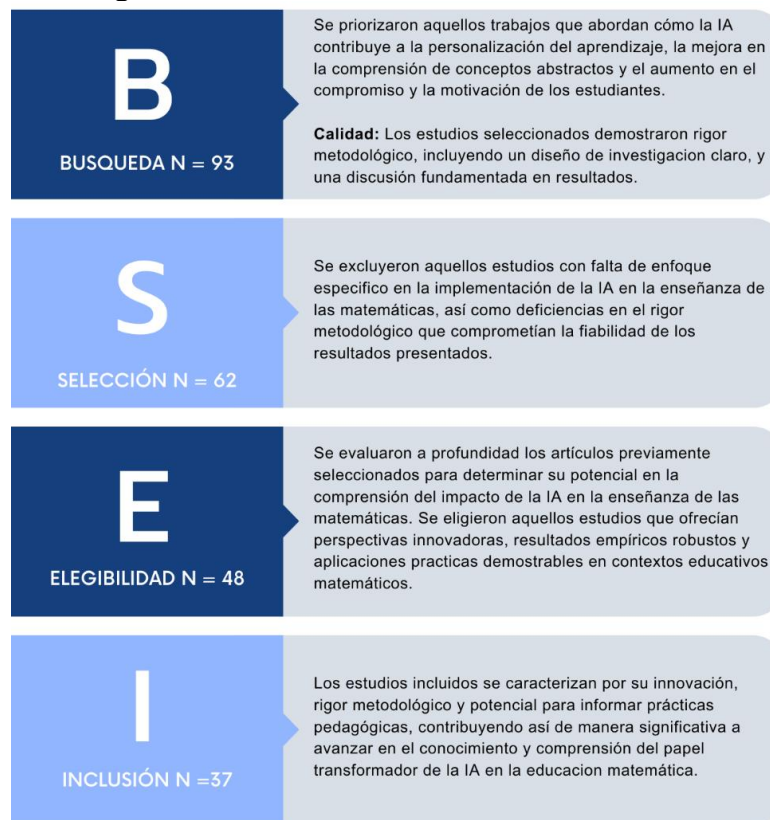 B
BUSQUEDA N = 93
Se priorizaron aquellos trabajos que abordan cómo la IA
contribuye a la personalización del aprendizaje, la mejora en
la comprensión de conceptos abstractos y el aumento en el
compromiso y la motivación de los estudiantes.
Calidad: Los estudios seleccionados demostraron rigor
metodológico, incluyendo un diseño de investigacion claro, y
una discusión fundamentada en resultados.
S
SELECCIÓN N = 62
Se excluyeron aquellos estudios con falta de enfoque
especifico en la implementación de la IA en la enseñanza de
las matemáticas, así como deficiencias en el rigor
metodológico que comprometían la fiabilidad de los
resultados presentados.
E
ELEGIBILIDAD N = 48
Se evaluaron a profundidad los artículos previamente
seleccionados para determinar su potencial en la
comprensión del impacto de la IA en la enseñanza de las
matemáticas. Se eligieron aquellos estudios que ofrecían
perspectivas innovadoras, resultados empíricos robustos y
aplicaciones practicas demostrables en contextos educativos
matemáticos.
I
INCLUSIÓN N =37
Los estudios incluidos se caracterizan por su innovación,
rigor metodológico y potencial para informar prácticas
pedagógicas, contribuyendo así de manera significativa a
avanzar en el conocimiento y comprensión del papel
transformador de la IA en la educacion matemática.